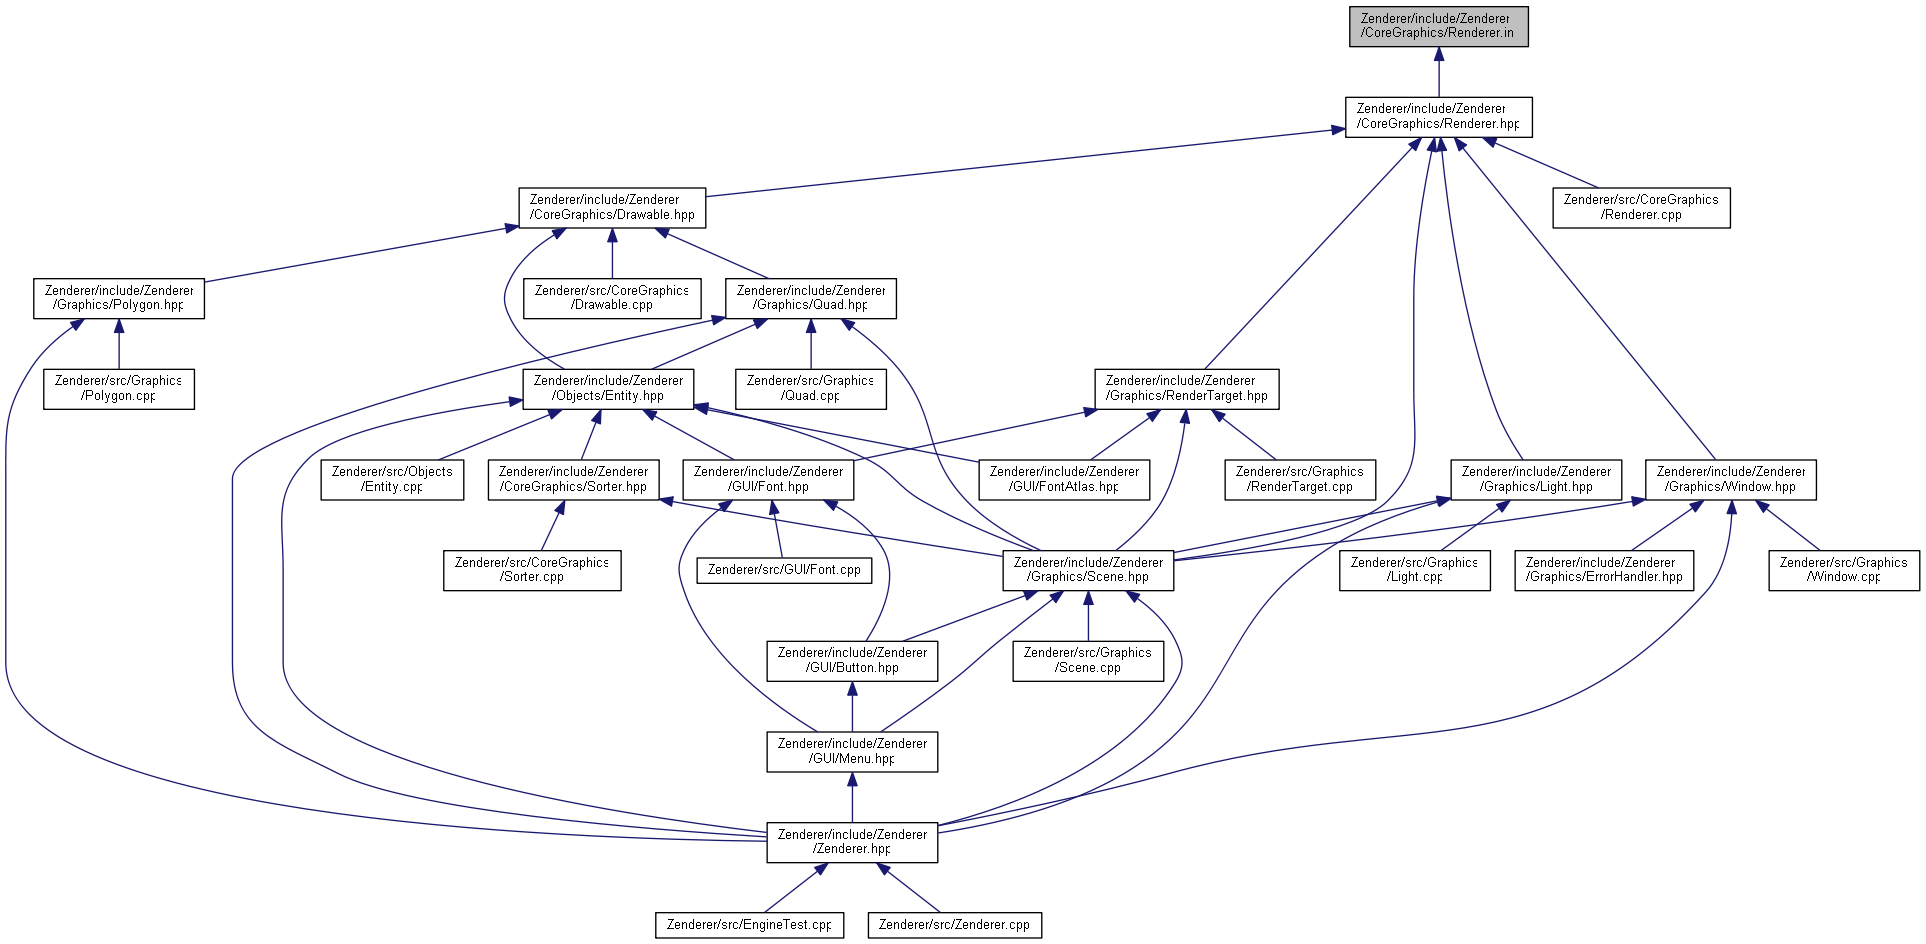 Zenderer/include/Zenderer
/CoreGraphics/Renderer.in
Zenderer/include/Zenderer
/CoreGraphics/Renderer.hpp
Zenderer/include/Zenderer
/CoreGraphics/Drawable.hpp
Zenderer/src/CoreGraphics
/Renderer.cpp
Zenderer/include/Zenderer
/Graphics/Polygon.hpp
Zenderer/src/CoreGraphics
/Drawable.cpp
Zenderer/include/Zenderer
/Graphics/Quad.hpp
Zenderer/src/Graphics
/Polygon.cpp
Zenderer/include/Zenderer
/Objects/Entity.hpp
Zenderer/src/Graphics
/Quad.cpp
Zenderer/include/Zenderer
/Graphics/RenderTarget.hpp
Zenderer/src/Objects
/Entity.cpp
Zenderer/include/Zenderer
/CoreGraphics/Sorter.hpp
Zenderer/include/Zenderer
/GUI/Font.hpp
Zenderer/include/Zenderer
/GUI/FontAtlas.hpp
Zenderer/src/Graphics
/RenderTarget.cpp
Zenderer/include/Zenderer
/Graphics/Light.hpp
Zenderer/include/Zenderer
/Graphics/Window.hpp
Zenderer/src/CoreGraphics
/Sorter.cpp
Zenderer/src/GUI/Font.cpp
Zenderer/include/Zenderer
/Graphics/Scene.hpp
Zenderer/src/Graphics
/Light.cpp
Zenderer/include/Zenderer
/Graphics/ErrorHandler.hpp
Zenderer/src/Graphics
/Window.cpp
Zenderer/include/Zenderer
/GUI/Button.hpp
Zenderer/src/Graphics
/Scene.cpp
Zenderer/include/Zenderer
/GUI/Menu.hpp
Zenderer/include/Zenderer
/Zenderer.hpp
Zenderer/src/EngineTest.cpp
Zenderer/src/Zenderer.cpp